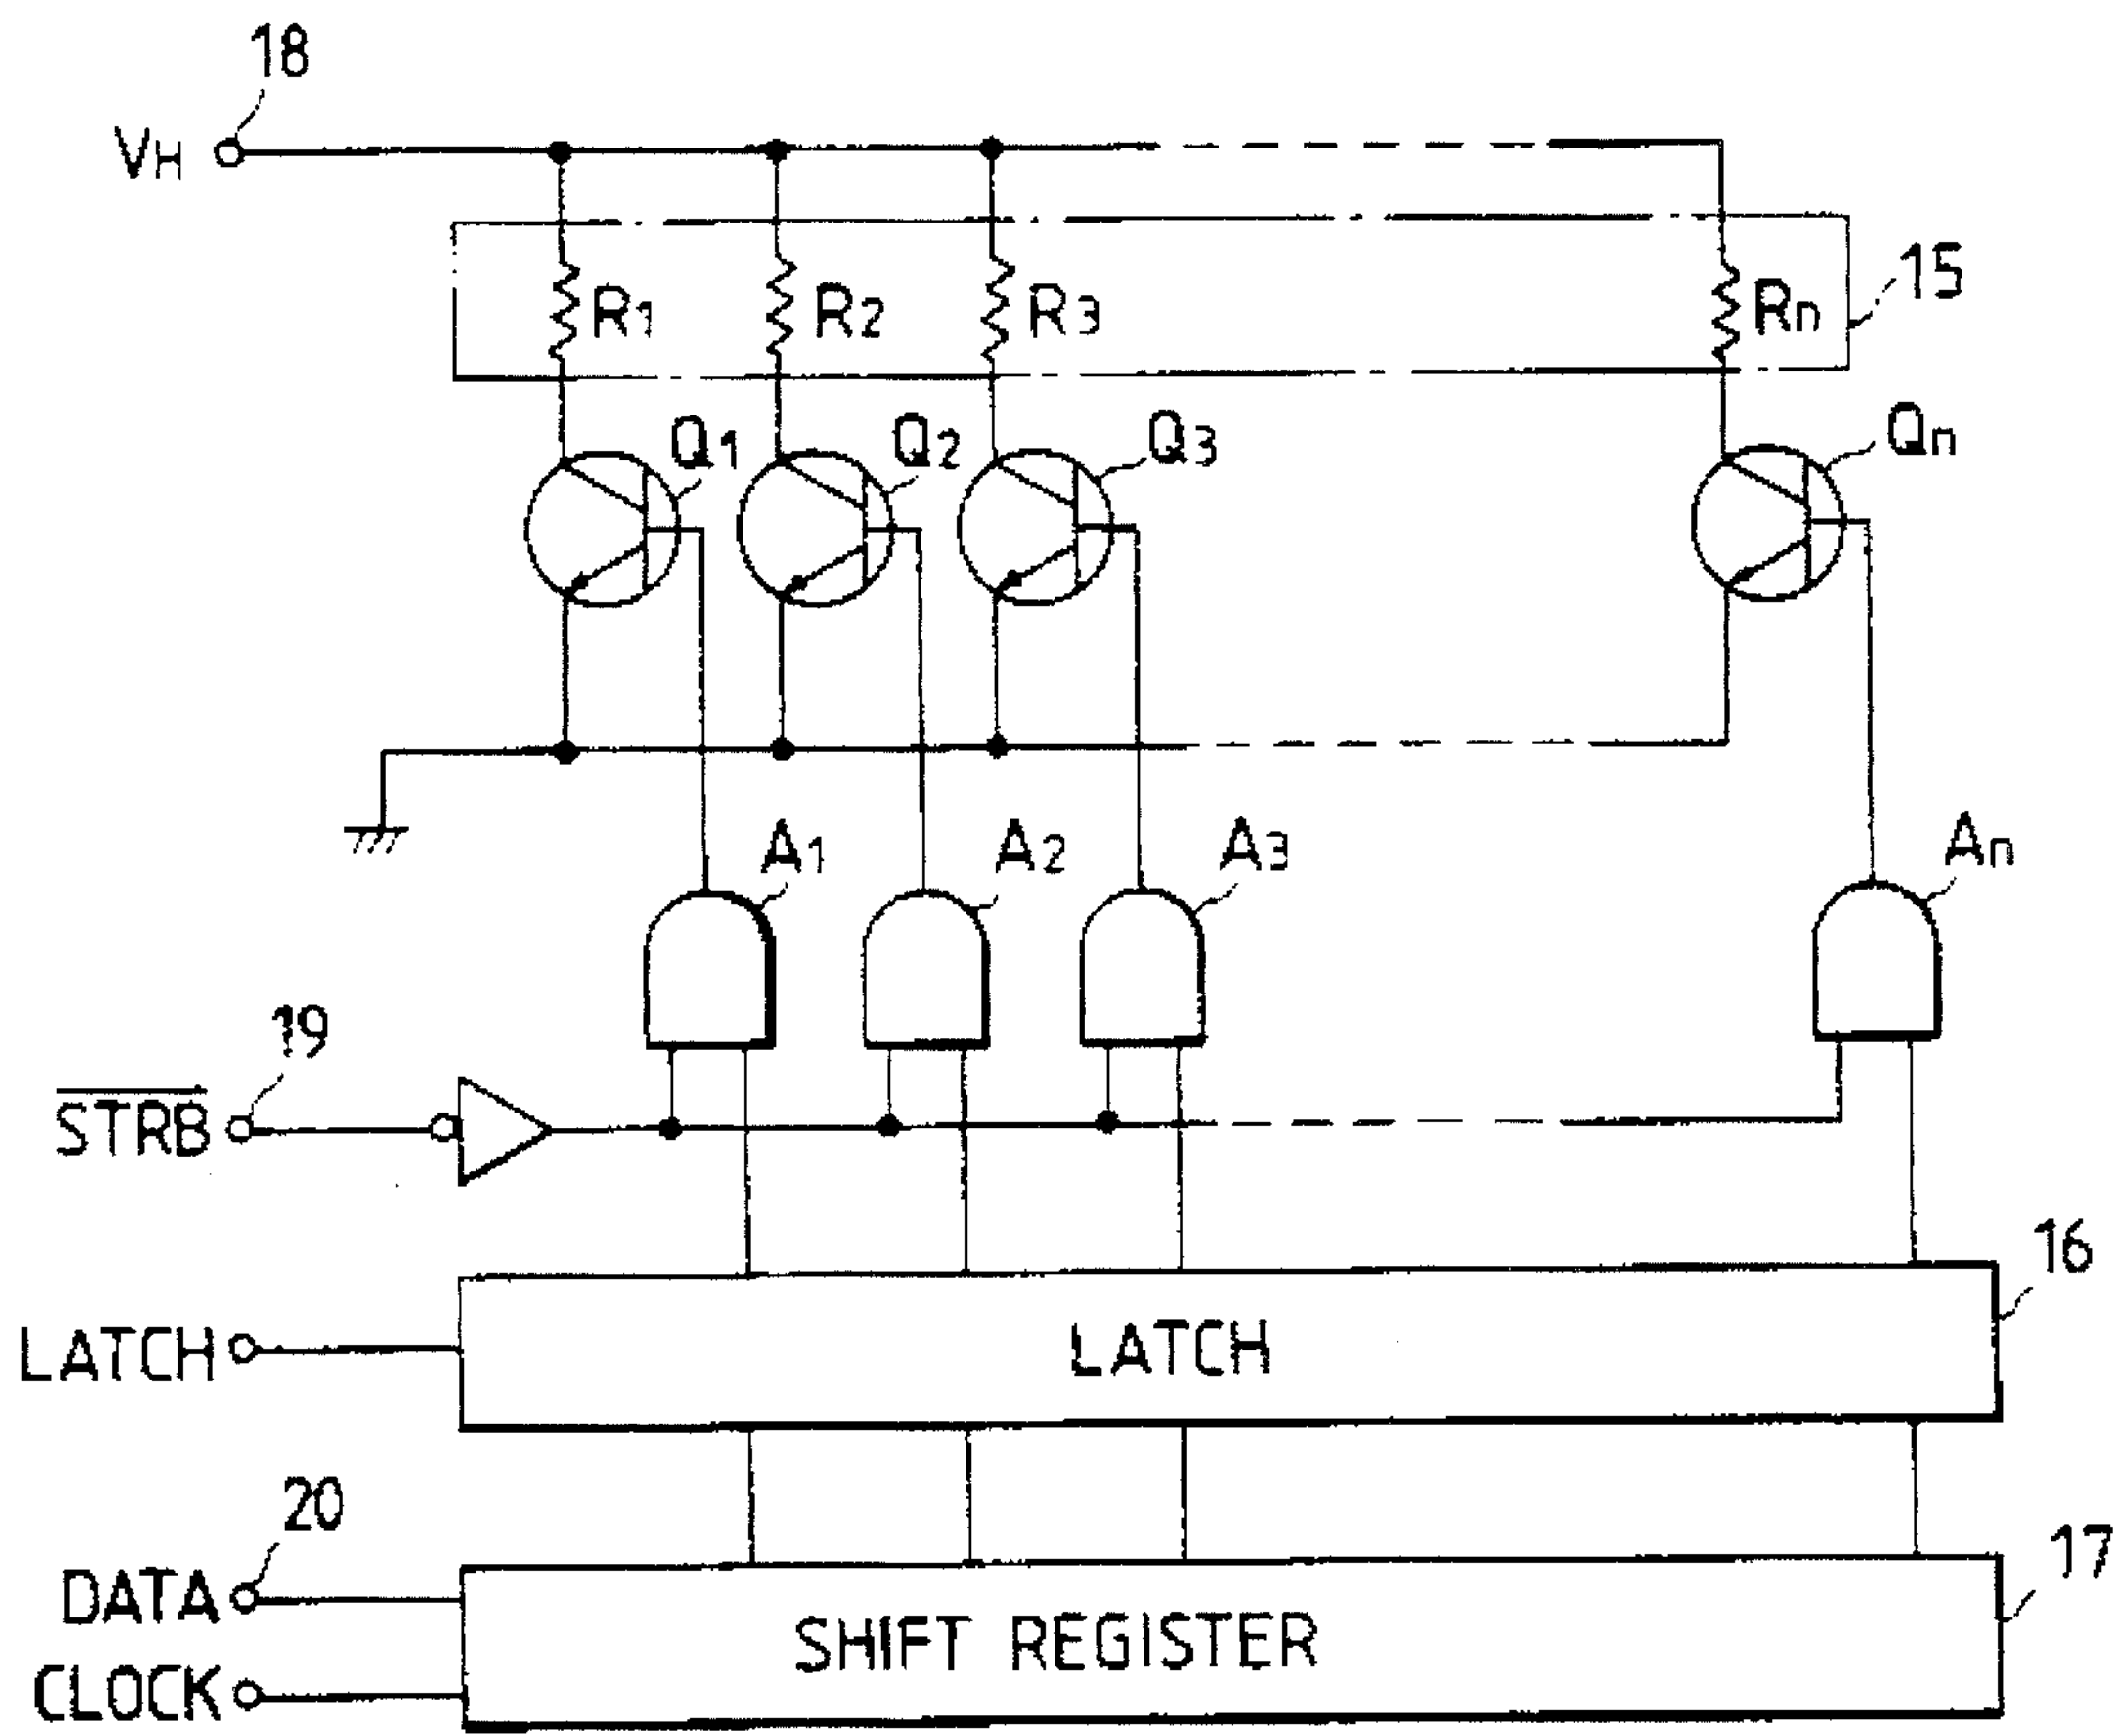 18
VH
R1
R2
R3
Rn
15
Q1
Q2
Q3
Qn
A1
A2
A3
An
19
STRB
16
LATCH
LATCH
20
17
DATA
SHIFT REGISTER
CLOCK